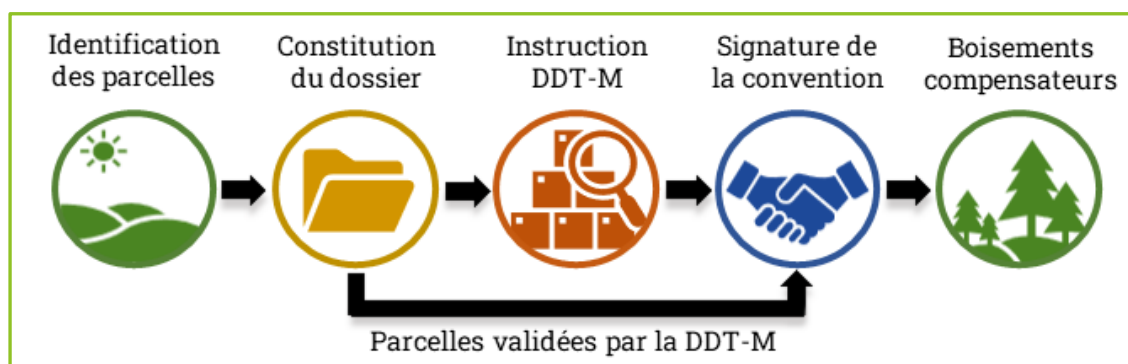 Identification
des parcelles
Constitution
du dossier
Instruction
DDT-M
Signature de
la convention
Boisements
compensateurs
Parcelles validées par la DDT-M